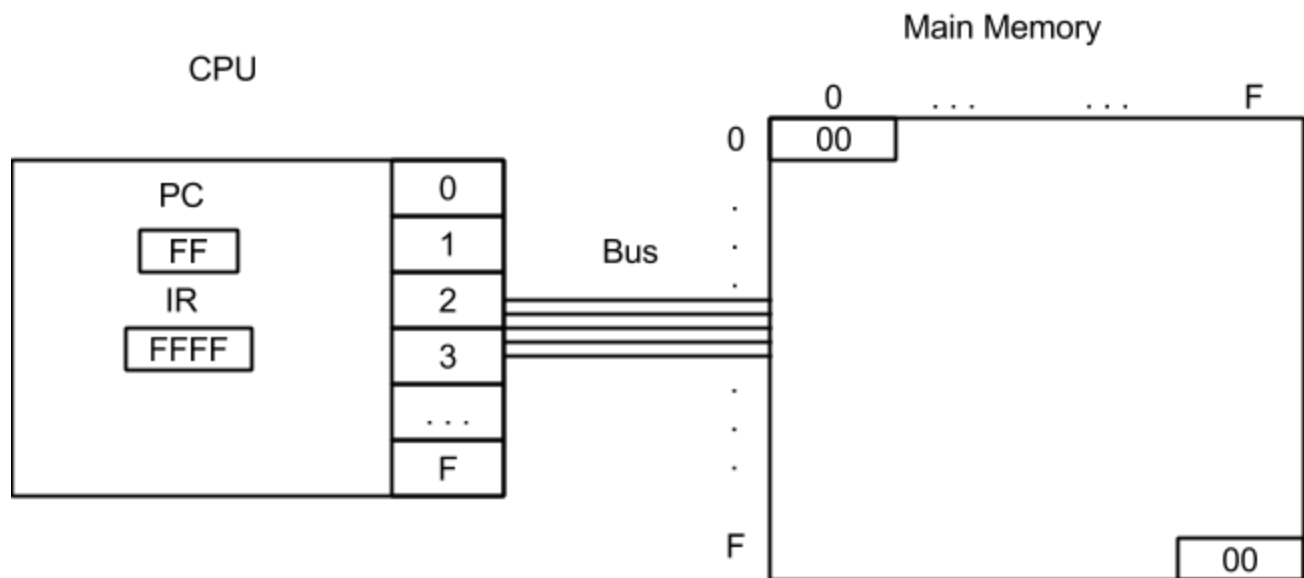 Main Memory
CPU
0 . . . . . . F
0 00
PC
FF
IR
FFFF
0
1
2
3
. . .
F
Bus
.
.
.
.
.
.
F
00